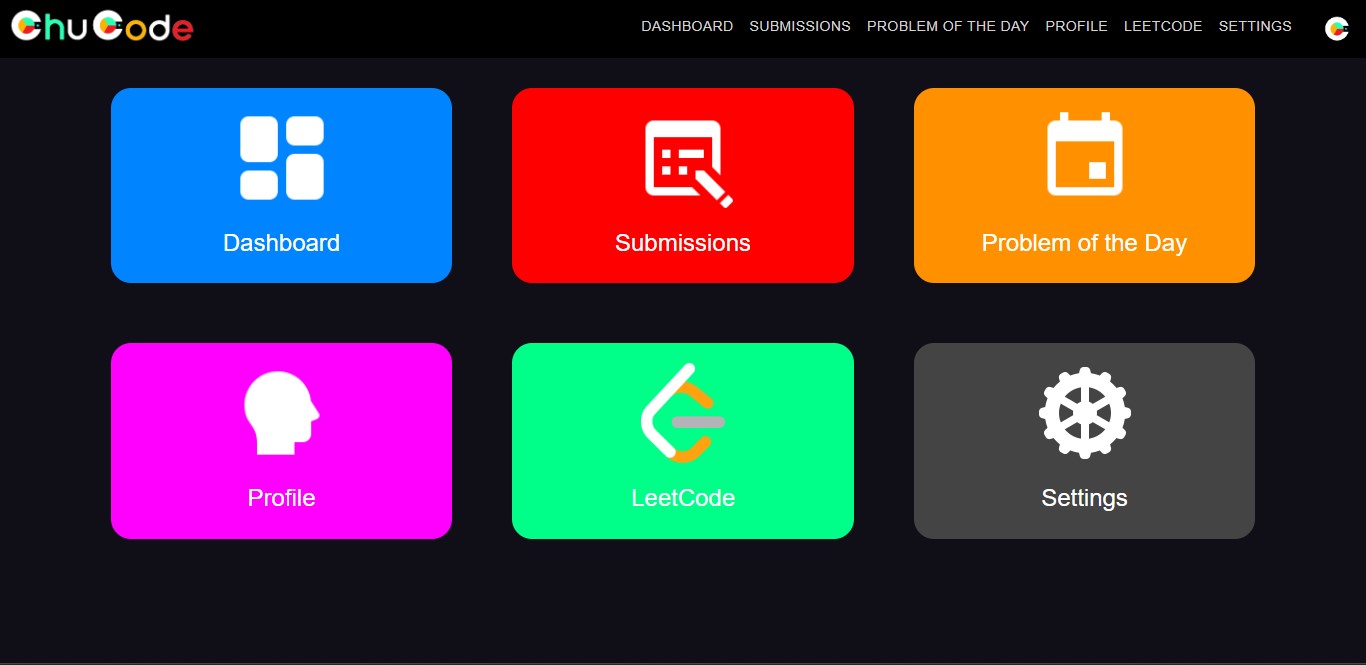 ChuCode
DASHBOARD SUBMISSIONS PROBLEM OF THE DAY PROFILE LEETCODE SETTINGS
Dashboard
Submissions
Problem of the Day
Profile
LeetCode
Settings